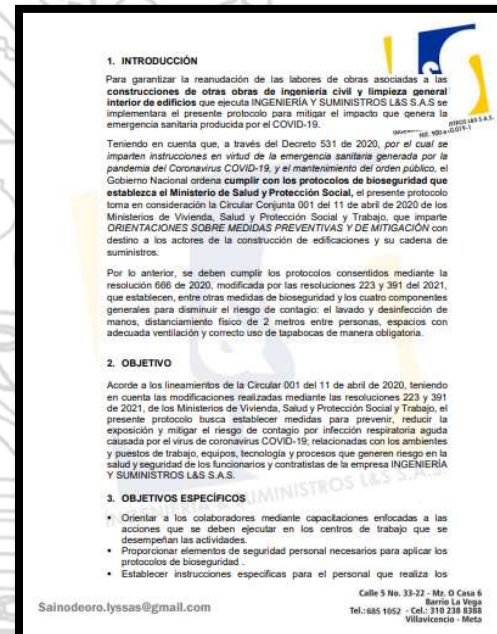 1. INTRODUCCIÓN
Para garantizar la reanudación de las labores de obras asociadas a las
construcciones de otras obras de ingeniería civil y limpieza general
interior de edificios que ejecuta INGENIERÍA Y SUMINISTROS L&S S.A.S se
implementara el presente protocolo para mitigar el impacto que genera la
emergencia sanitaria producida por el COVID-19.
Teniendo en cuenta que, a través del Decreto 531 de 2020, por el cual se
imparten instrucciones en virtud de la emergencia sanitaria generada por la
pandemia del Coronavirus COVID-19, y el mantenimiento del orden público, el
Gobierno Nacional ordena cumplir con los protocolos de bioseguridad que
establezca el Ministerio de Salud y Protección Social, el presente protocolo
toma en consideración la Circular Conjunta 001 del 11 de abril de 2020 de los
Ministerios de Vivienda, Salud y Protección Social y Trabajo, que imparte
ORIENTACIONES SOBRE MEDIDAS PREVENTIVAS Y DE MITIGACIÓN con
destino a los actores de la construcción de edificaciones y su cadena de
suministros.
Por lo anterior, se deben cumplir los protocolos consentidos mediante la
resolución 666 de 2020, modificada por las resoluciones 223 y 391 del 2021,
que establecen, entre otras medidas de bioseguridad y los cuatro componentes
generales para disminuir el riesgo de contagio: el lavado y desinfección de
manos, distanciamiento físico de 2 metros entre personas, espacios con
adecuada ventilación y correcto uso de tapabocas de manera obligatoria.
2. OBJETIVO
Acorde a los lineamientos de la Circular 001 del 11 de abril de 2020, teniendo
en cuenta las modificaciones realizadas mediante las resoluciones 223 y 391
de 2021, de los Ministerios de Vivienda, Salud y Protección Social y Trabajo, el
presente protocolo busca establecer medidas para prevenir, reducir la
exposición y mitigar el riesgo de contagio por infección respiratoria aguda
causada por el virus de coronavirus COVID-19; relacionadas con los ambientes
y puestos de trabajo, equipos, tecnología y procesos que generen riesgo en la
salud y seguridad de los funcionarios y contratistas de la empresa INGENIERÍA
Y SUMINISTROS L&S S.A.S.
INGENIERIA & SUMINISTROS L&S S.A.S.
3. OBJETIVOS ESPECÍFICOS
▪ Orientar a los colaboradores mediante capacitaciones enfocadas a las
acciones que se deben ejecutar en los centros de trabajo que se
desempeñan las actividades.
▪ Proporcionar elementos de seguridad personal necesarios para aplicar los
protocolos de bioseguridad .
▪ Establecer instrucciones especificas para el personal que realiza los
Sainodeoro.lyssas@gmail.com
Calle 5 No. 33-22 - Mz. O Casa 6
Barrio La Vega
Tel.: 685 1052 - Cel.: 310 238 8388
Villavicencio - Meta